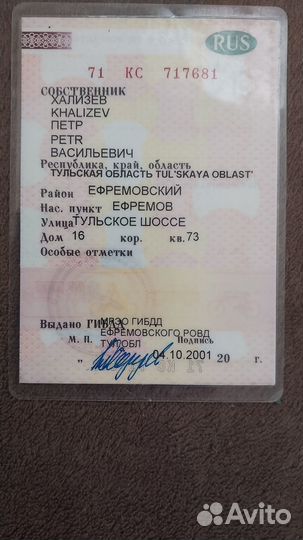 RUS
71 КС 717681
СОБСТВЕННИК
ХАЛИЗЕВ
KHALIZEV
ПЕТР
PETR
ВАСИЛЬЕВИЧ
Республика, край, область
ТУЛЬСКАЯ ОБЛАСТЬ TUL'SKAYA OBLAST'
Район ЕФРЕМОВСКИЙ
Нас. пункт ЕФРЕМОВ
Улица ТУЛЬСКОЕ ШОССЕ
Дом 16 кор. кв. 73
Особые отметки
Выдано ГИБДД МРЭО ГИБДД
ЕФРЕМОВСКОГО РОВД
М. П. ТУЛОБЛ Подпись
" 04.10.2001 20 г.
Avito